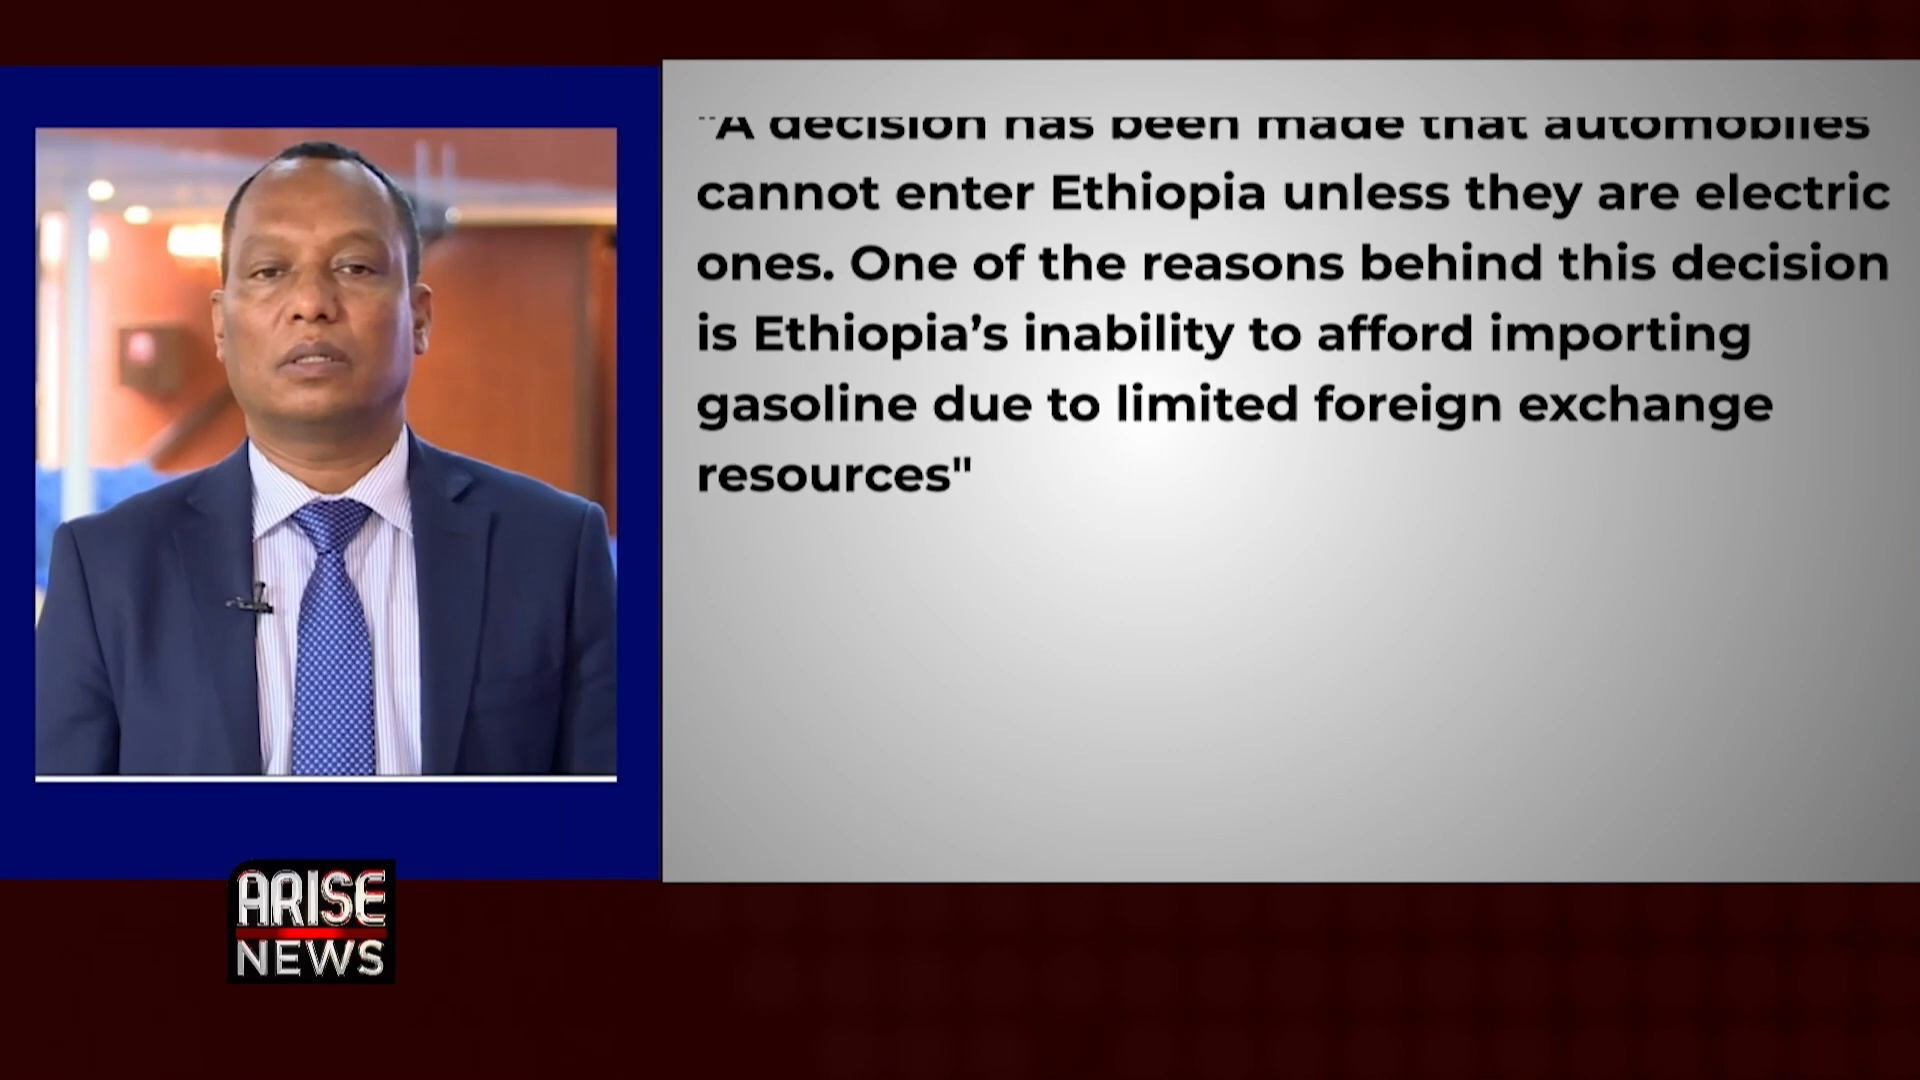 "A decision has been made that automobiles
cannot enter Ethiopia unless they are electric
ones. One of the reasons behind this decision
is Ethiopia’s inability to afford importing
gasoline due to limited foreign exchange
resources"
ARISE
NEWS